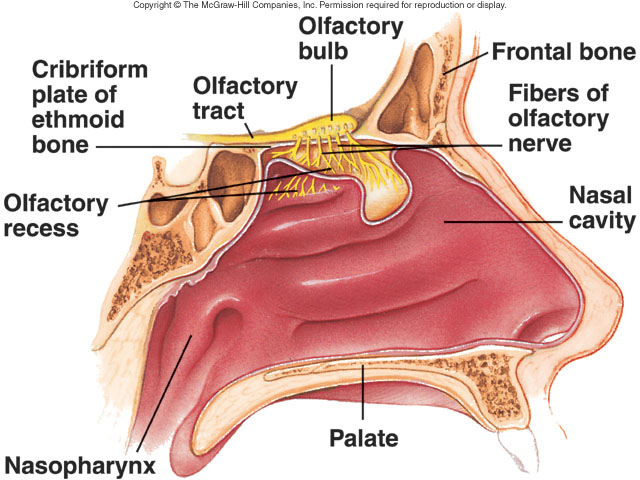 Copyright © The McGraw-Hill Companies, Inc. Permission required for reproduction or display.
Olfactory
bulb
Frontal bone
Cribriform
plate of
ethmoid
bone
Olfactory
tract
Fibers of
olfactory
nerve
Olfactory
recess
Nasal
cavity
Palate
Nasopharynx